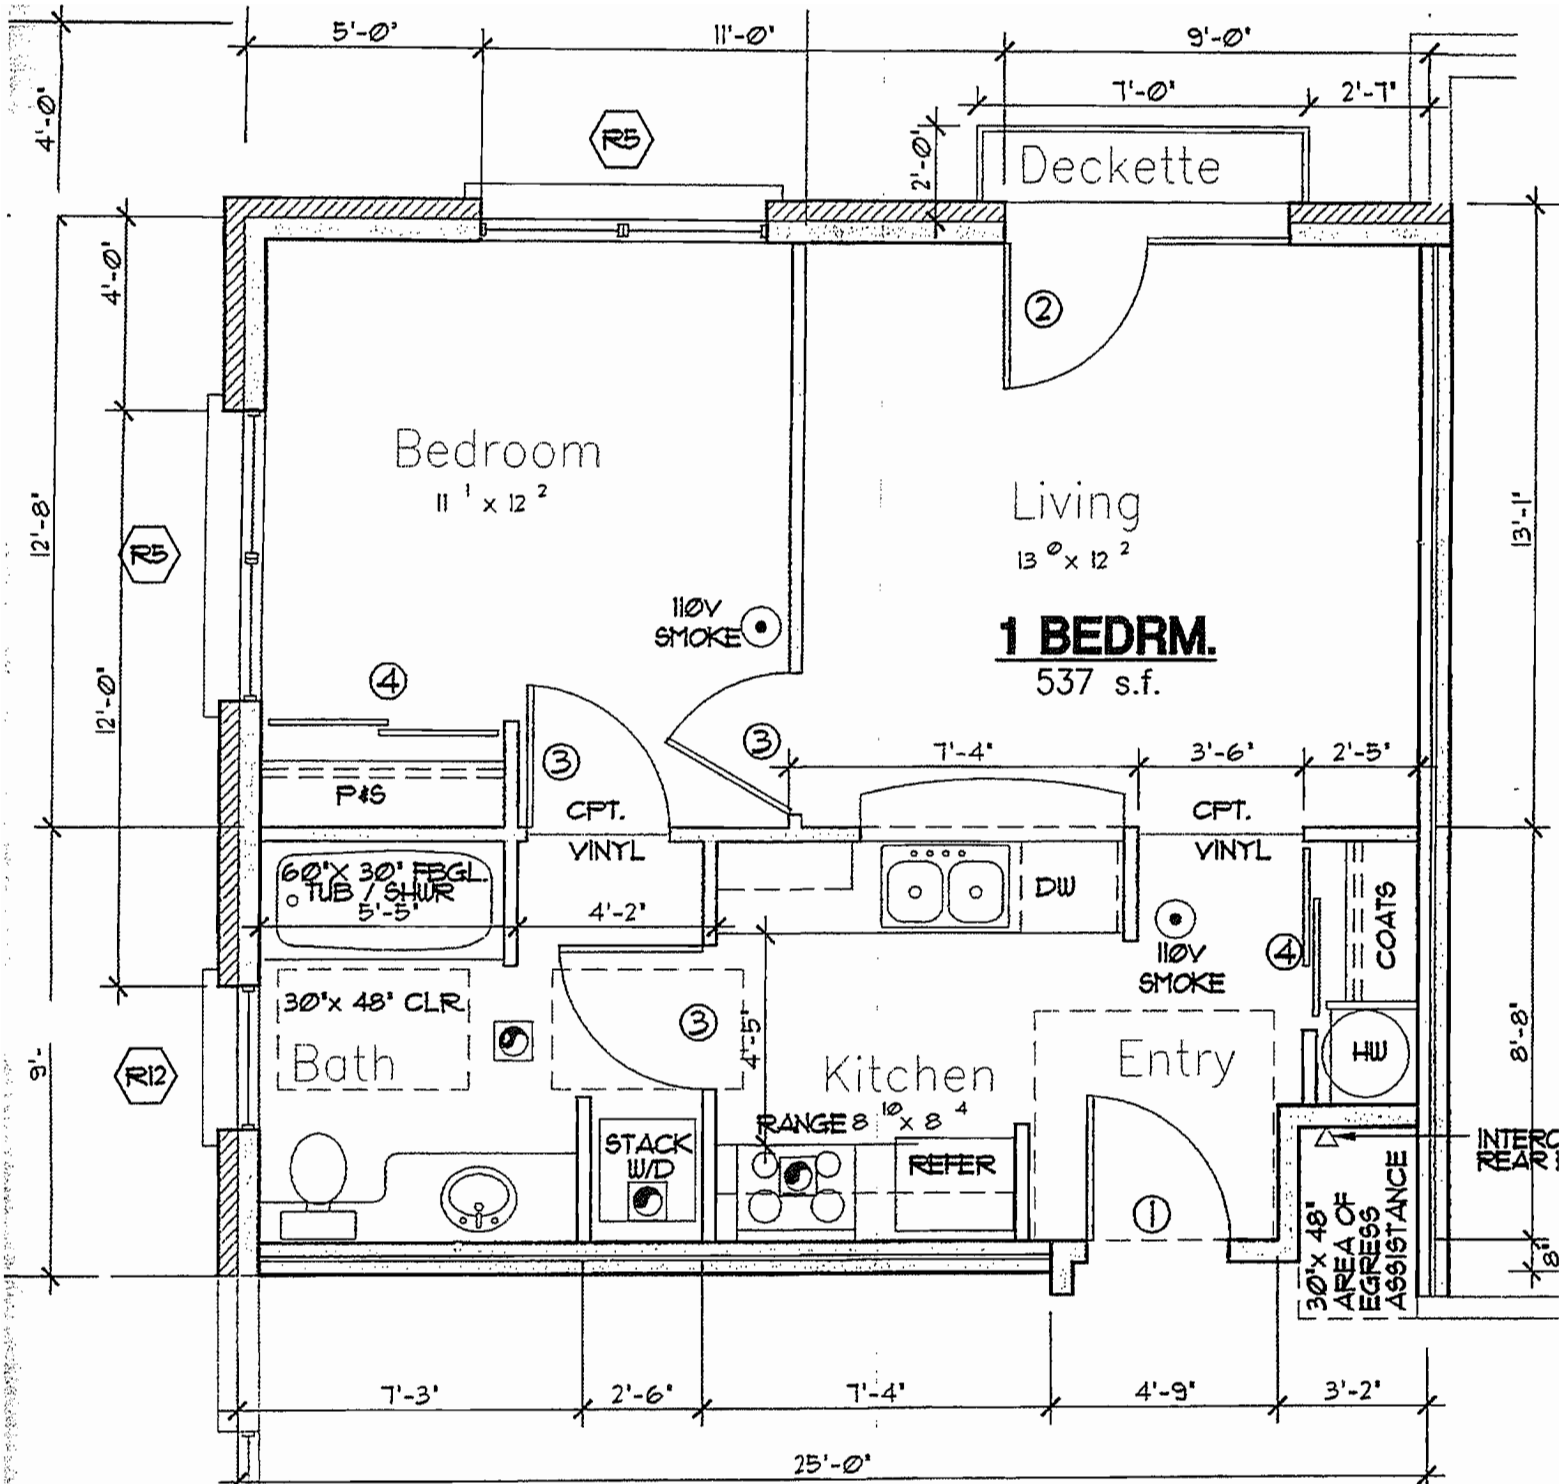 5'-0"
11'-0"
9'-0"
7'-0"
2'-7"
4'-0"
R5
2'-0"
Deckette
4'-0"
2
Bedroom
11 1 x 12 2
Living
13 0 x 12 2
12'-8"
R5
13'-1"
110V
SMOKE
1 BEDRM.
537 s.f.
4
12'-0"
3
3
7'-4"
3'-6"
2'-5"
P&S
CPT.
VINYL
CPT.
VINYL
60"X 30" FBGL.
TUB / SHWR
5'-5"
4'-2"
DW
COATS
110V
SMOKE
4
30"x 48" CLR.
3
4'-5"
8'-8"
9'-
R12
Bath
Kitchen
8 10 x 8 4
Entry
RANGE
STACK
W/D
REFER
1
30"x 48"
AREA OF
EGRESS
ASSISTANCE
8"
7'-3"
2'-6"
7'-4"
4'-9"
3'-2"
25'-0"